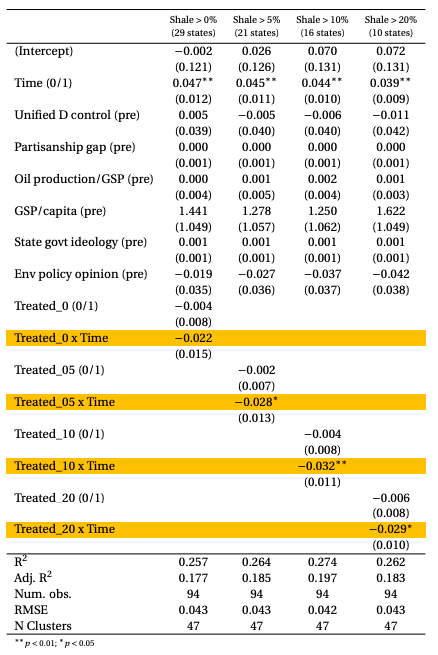 Shale > 0% Shale > 5% Shale > 10% Shale > 20%
(29 states) (21 states) (16 states) (10 states)
(Intercept) −0.002 0.026 0.070 0.072
(0.121) (0.126) (0.131) (0.131)
Time (0/1) 0.047** 0.045** 0.044** 0.039**
(0.012) (0.011) (0.010) (0.009)
Unified D control (pre) 0.005 −0.005 −0.006 −0.011
(0.039) (0.040) (0.040) (0.042)
Partisanship gap (pre) 0.000 0.000 0.000 0.000
(0.001) (0.001) (0.001) (0.001)
Oil production/GSP (pre) 0.000 0.001 0.002 0.001
(0.004) (0.005) (0.004) (0.003)
GSP/capita (pre) 1.441 1.278 1.250 1.622
(1.049) (1.057) (1.062) (1.049)
State govt ideology (pre) 0.001 0.001 0.001 0.001
(0.001) (0.001) (0.001) (0.001)
Env policy opinion (pre) −0.019 −0.027 −0.037 −0.042
(0.035) (0.036) (0.037) (0.038)
Treated_0 (0/1) −0.004
(0.008)
Treated_0 x Time −0.022
(0.015)
Treated_05 (0/1) −0.002
(0.007)
Treated_05 x Time −0.028*
(0.013)
Treated_10 (0/1) −0.004
(0.008)
Treated_10 x Time −0.032**
(0.011)
Treated_20 (0/1) −0.006
(0.008)
Treated_20 x Time −0.029*
(0.010)
R² 0.257 0.264 0.274 0.262
Adj. R² 0.177 0.185 0.197 0.183
Num. obs. 94 94 94 94
RMSE 0.043 0.043 0.042 0.043
N Clusters 47 47 47 47
**p < 0.01; *p < 0.05